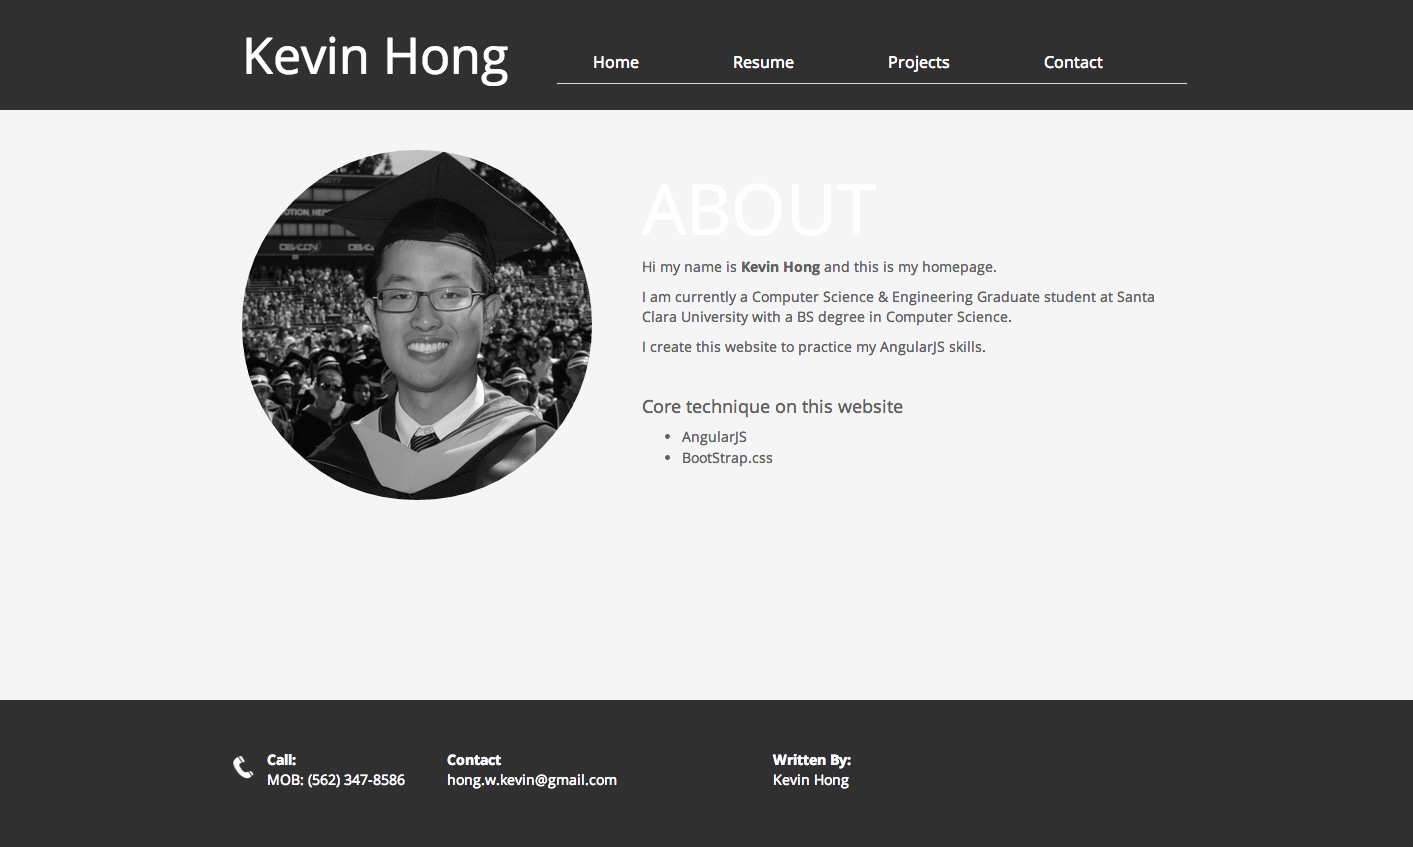 Kevin Hong
Home Resume Projects Contact
ABOUT
Hi my name is Kevin Hong and this is my homepage.
I am currently a Computer Science & Engineering Graduate student at Santa
Clara University with a BS degree in Computer Science.
I create this website to practice my AngularJS skills.
Core technique on this website
AngularJS
BootStrap.css
Call:
MOB: (562) 347-8586
Contact
hong.w.kevin@gmail.com
Written By:
Kevin Hong